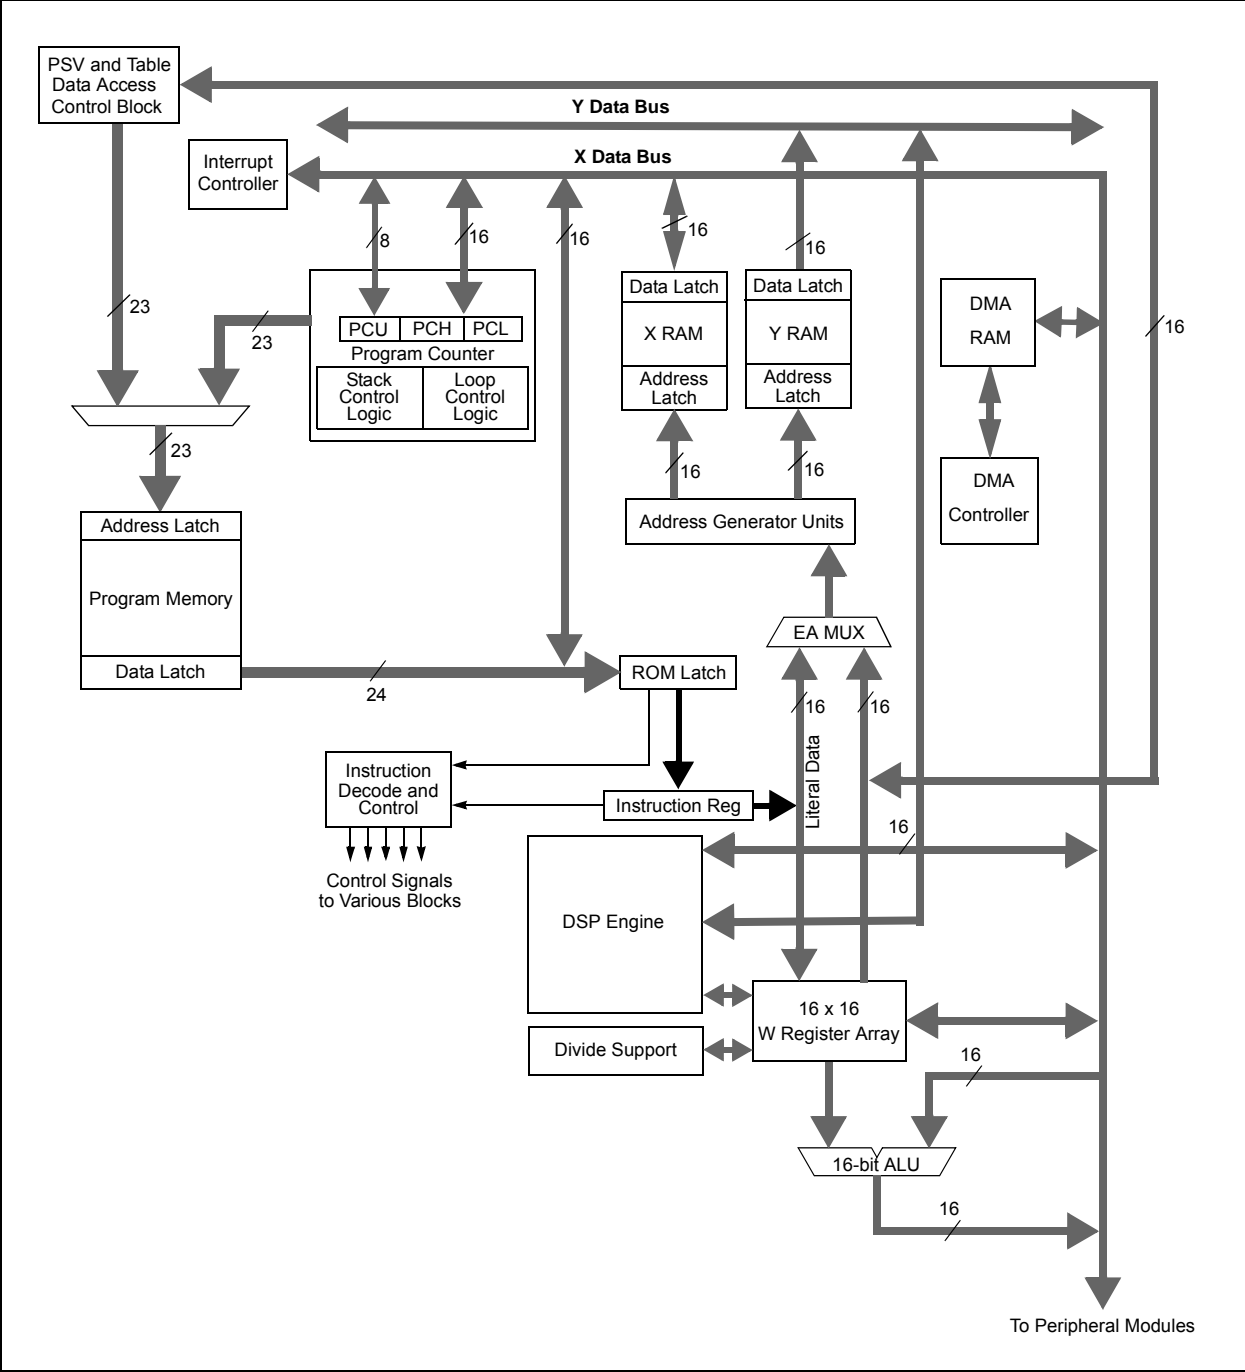 PSV and Table
Data Access
Control Block
Y Data Bus
Interrupt
Controller
X Data Bus
8
16
16
16
16
16
23
23
Data Latch
X RAM
Address
Latch
Data Latch
Y RAM
Address
Latch
DMA
RAM
PCU
PCH
PCL
Program Counter
Stack
Control
Logic
Loop
Control
Logic
23
16
16
DMA
Controller
Address Latch
Program Memory
Data Latch
Address Generator Units
EA MUX
24
ROM Latch
16
16
Literal Data
Instruction
Decode and
Control
Instruction Reg
Control Signals
to Various Blocks
16
DSP Engine
16 x 16
W Register Array
Divide Support
16
16-bit ALU
16
To Peripheral Modules